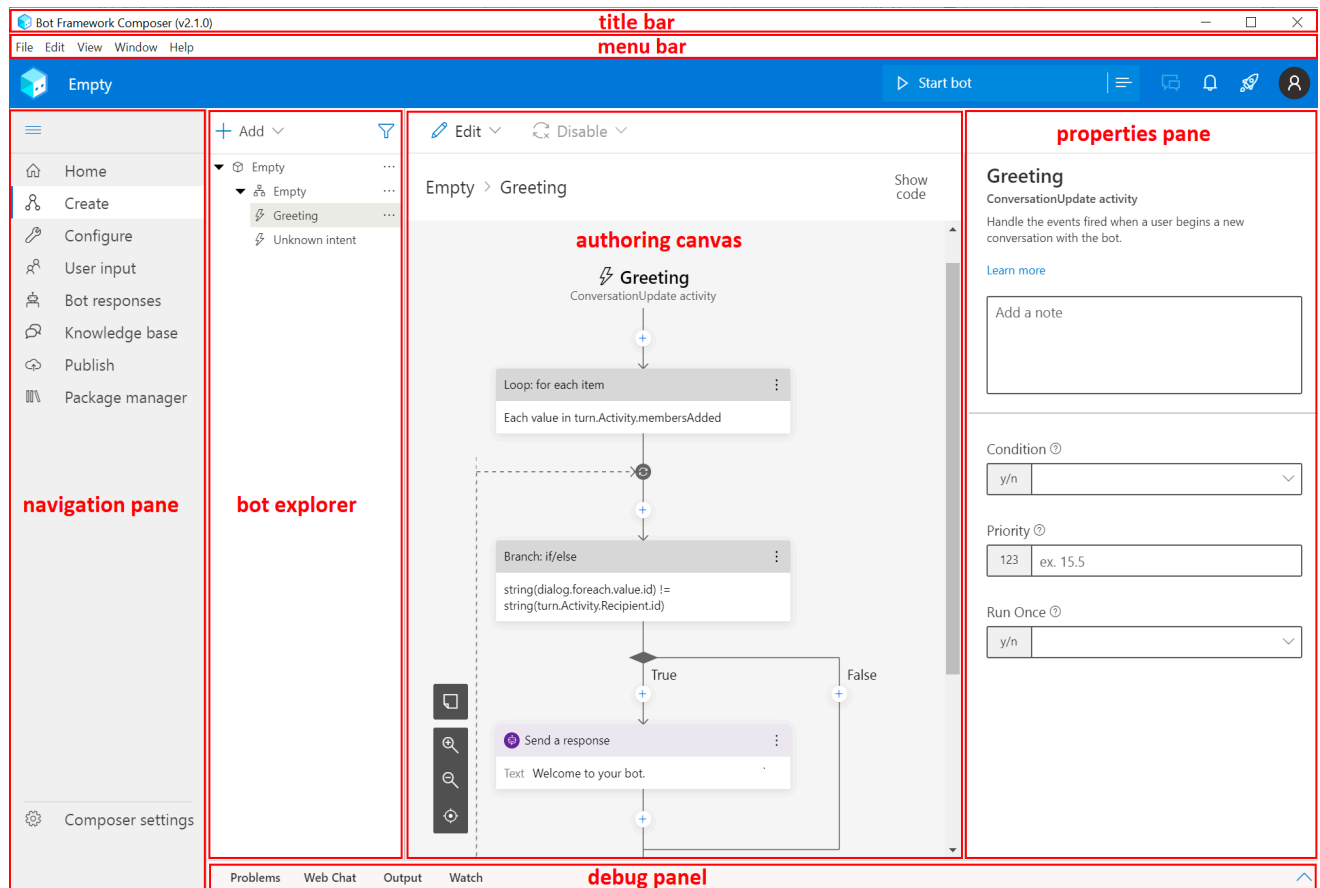 Bot Framework Composer (v2.1.0)
title bar
File Edit View Window Help
menu bar
Empty
Start bot
Home
Create
Configure
User input
Bot responses
Knowledge base
Publish
Package manager
navigation pane
Composer settings
Add
Empty
Empty
Greeting
Unknown intent
bot explorer
Edit
Disable
Empty > Greeting
Show
code
authoring canvas
Greeting
ConversationUpdate activity
Loop: for each item
Each value in turn.Activity.membersAdded
Branch: if/else
string(dialog.foreach.value.id) !=
string(turn.Activity.Recipient.id)
True
False
Send a response
Text Welcome to your bot.
properties pane
Greeting
ConversationUpdate activity
Handle the events fired when a user begins a new
conversation with the bot.
Learn more
Add a note
Condition
y/n
Priority
123 ex. 15.5
Run Once
y/n
Problems Web Chat Output Watch
debug panel